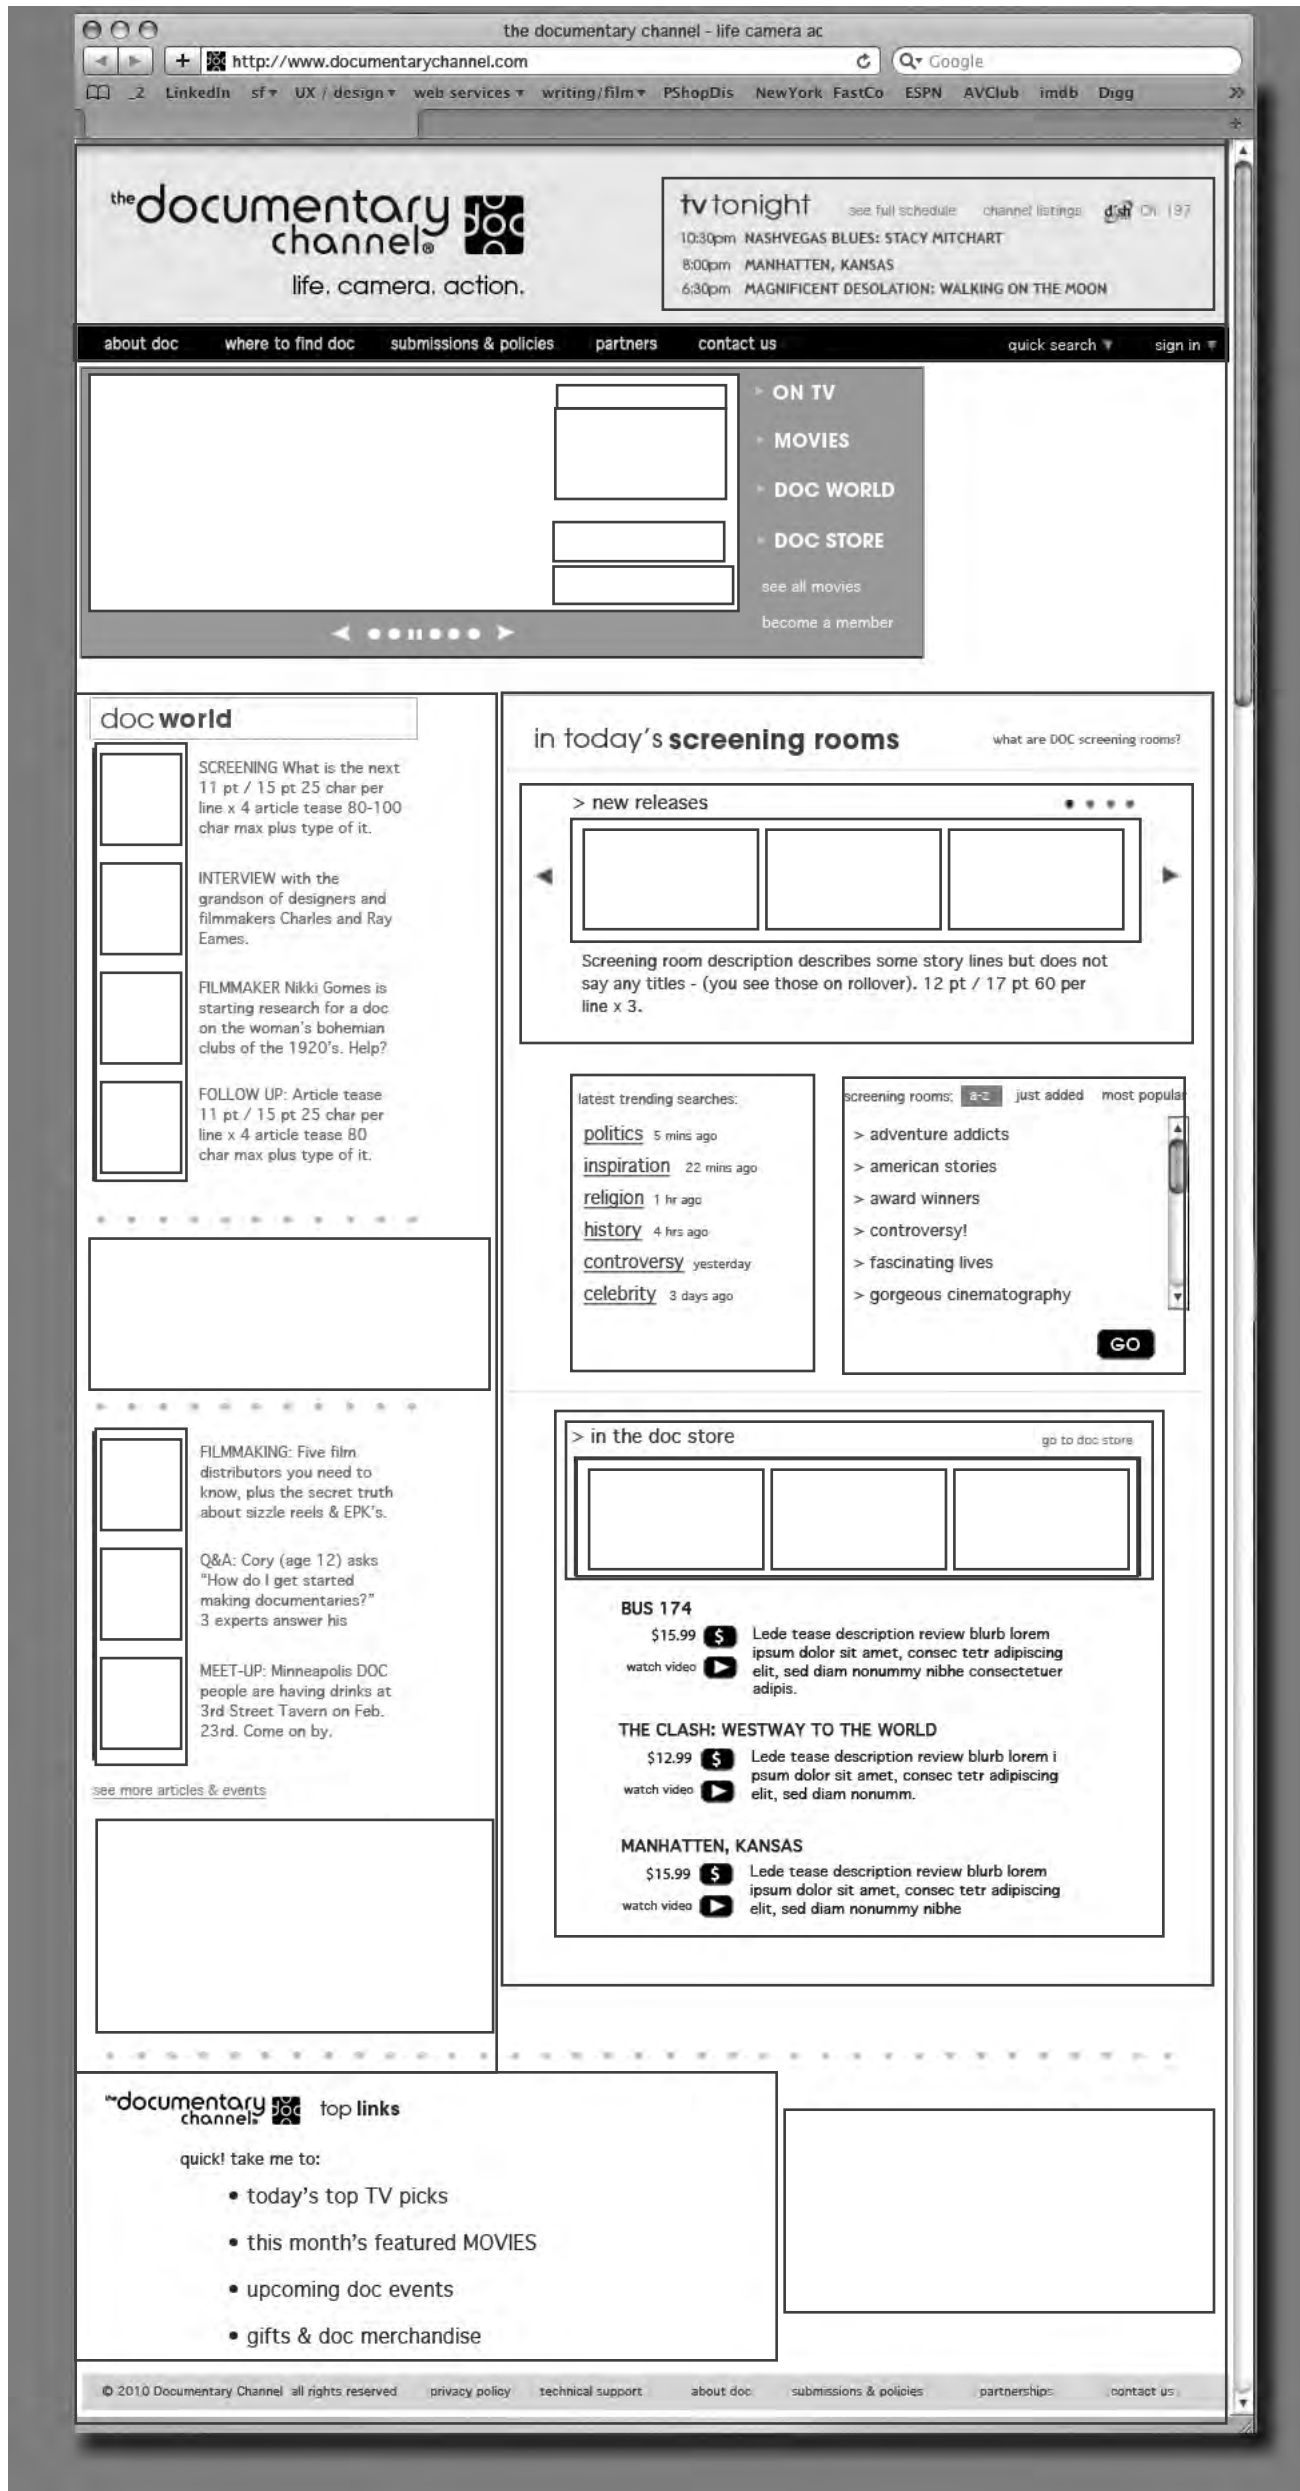 the documentary channel - life camera ac
http://www.documentarychannel.com
Google
_2 LinkedIn sf UX / design web services writing/film PShopDis NewYork FastCo ESPN AVClub imdb Digg
the documentary channel® doc
life. camera. action.
tv tonight see full schedule channel listings dish Ch. 197
10:30pm NASHVEGAS BLUES: STACY MITCHART
8:00pm MANHATTEN, KANSAS
6:30pm MAGNIFICENT DESOLATION: WALKING ON THE MOON
about doc where to find doc submissions & policies partners contact us quick search sign in
ON TV
MOVIES
DOC WORLD
DOC STORE
see all movies
become a member
doc world
SCREENING What is the next
11 pt / 15 pt 25 char per
line x 4 article tease 80-100
char max plus type of it.
INTERVIEW with the
grandson of designers and
filmmakers Charles and Ray
Eames.
FILMMAKER Nikki Gomes is
starting research for a doc
on the woman's bohemian
clubs of the 1920's. Help?
FOLLOW UP: Article tease
11 pt / 15 pt 25 char per
line x 4 article tease 80
char max plus type of it.
FILMMAKING: Five film
distributors you need to
know, plus the secret truth
about sizzle reels & EPK's.
Q&A: Cory (age 12) asks
"How do I get started
making documentaries?"
3 experts answer his
MEET-UP: Minneapolis DOC
people are having drinks at
3rd Street Tavern on Feb.
23rd. Come on by.
see more articles & events
in today's screening rooms what are DOC screening rooms?
> new releases
Screening room description describes some story lines but does not
say any titles - (you see those on rollover). 12 pt / 17 pt 60 per
line x 3.
latest trending searches:
politics 5 mins ago
inspiration 22 mins ago
religion 1 hr ago
history 4 hrs ago
controversy yesterday
celebrity 3 days ago
screening rooms: a-z just added most popular
> adventure addicts
> american stories
> award winners
> controversy!
> fascinating lives
> gorgeous cinematography
GO
> in the doc store go to doc store
BUS 174
$15.99 $
watch video
Lede tease description review blurb lorem
ipsum dolor sit amet, consec tetr adipiscing
elit, sed diam nonummy nibhe consectetuer
adipis.
THE CLASH: WESTWAY TO THE WORLD
$12.99 $
watch video
Lede tease description review blurb lorem i
psum dolor sit amet, consec tetr adipiscing
elit, sed diam nonumm.
MANHATTEN, KANSAS
$15.99 $
watch video
Lede tease description review blurb lorem
ipsum dolor sit amet, consec tetr adipiscing
elit, sed diam nonummy nibhe
the documentary channel® doc top links
quick! take me to:
• today's top TV picks
• this month's featured MOVIES
• upcoming doc events
• gifts & doc merchandise
© 2010 Documentary Channel all rights reserved privacy policy technical support about doc submissions & policies partnerships contact us